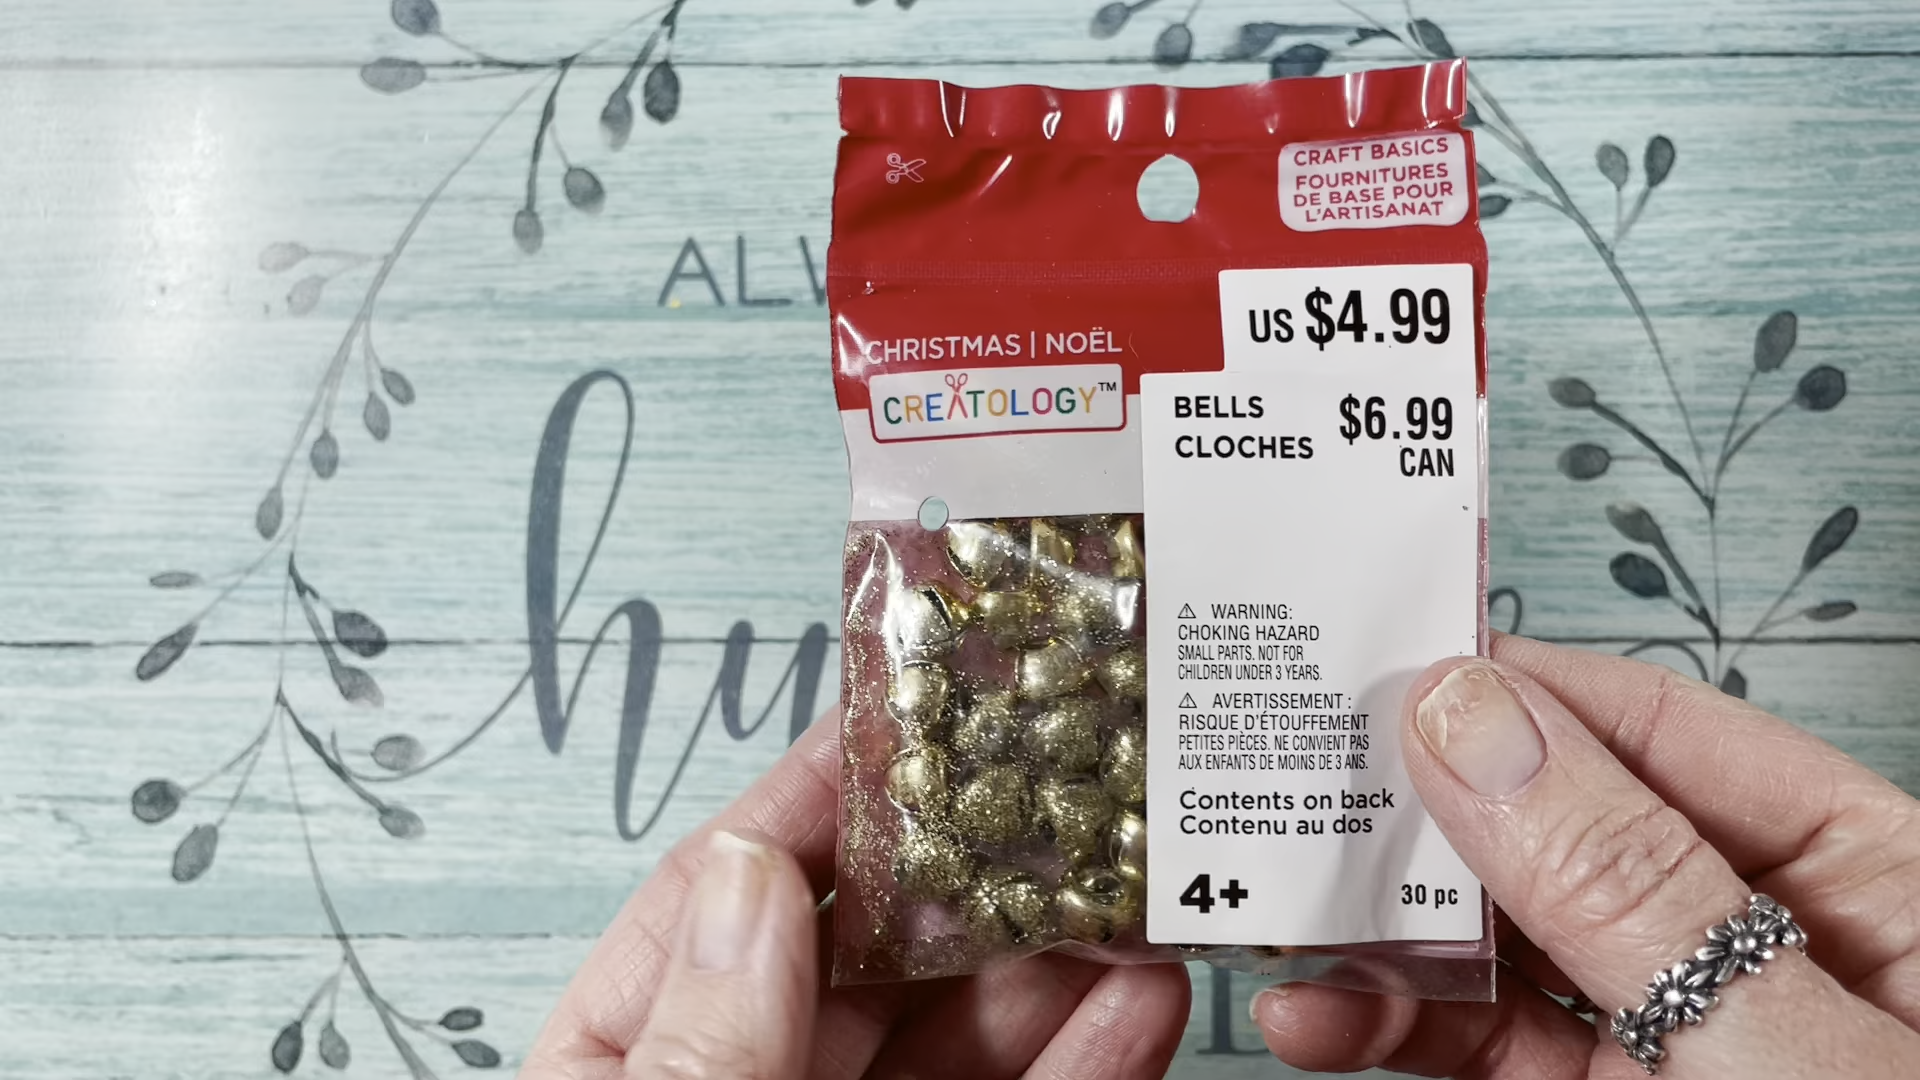 CRAFT BASICS
FOURNITURES
DE BASE POUR
L'ARTISANAT
US $4.99
CHRISTMAS | NOËL
CREATOLOGY™
BELLS
CLOCHES
$6.99
CAN
⚠ WARNING:
CHOKING HAZARD
SMALL PARTS. NOT FOR
CHILDREN UNDER 3 YEARS.
⚠ AVERTISSEMENT :
RISQUE D'ÉTOUFFEMENT
PETITES PIÈCES. NE CONVIENT PAS
AUX ENFANTS DE MOINS DE 3 ANS.
Contents on back
Contenu au dos
4+
30 pc